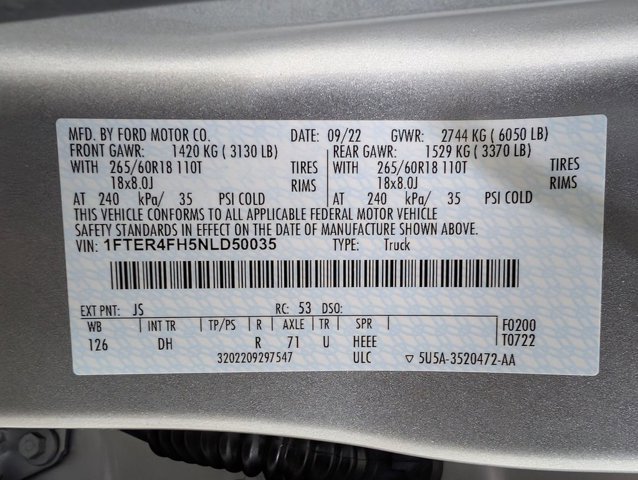 MFD. BY FORD MOTOR CO. DATE: 09/22 GVWR: 2744 KG ( 6050 LB)
FRONT GAWR: 1420 KG ( 3130 LB) REAR GAWR: 1529 KG ( 3370 LB)
WITH 265/60R18 110T TIRES WITH 265/60R18 110T TIRES
18x8.0J RIMS 18x8.0J RIMS
AT 240 kPa/ 35 PSI COLD AT 240 kPa/ 35 PSI COLD
THIS VEHICLE CONFORMS TO ALL APPLICABLE FEDERAL MOTOR VEHICLE
SAFETY STANDARDS IN EFFECT ON THE DATE OF MANUFACTURE SHOWN ABOVE.
VIN: 1FTER4FH5NLD50035 TYPE: Truck
EXT PNT: JS RC: 53 DSO:
WB INT TR TP/PS R AXLE TR SPR F0200
126 DH R 71 U HEEE T0722
3202209297547 ULC ▽ 5U5A-3520472-AA